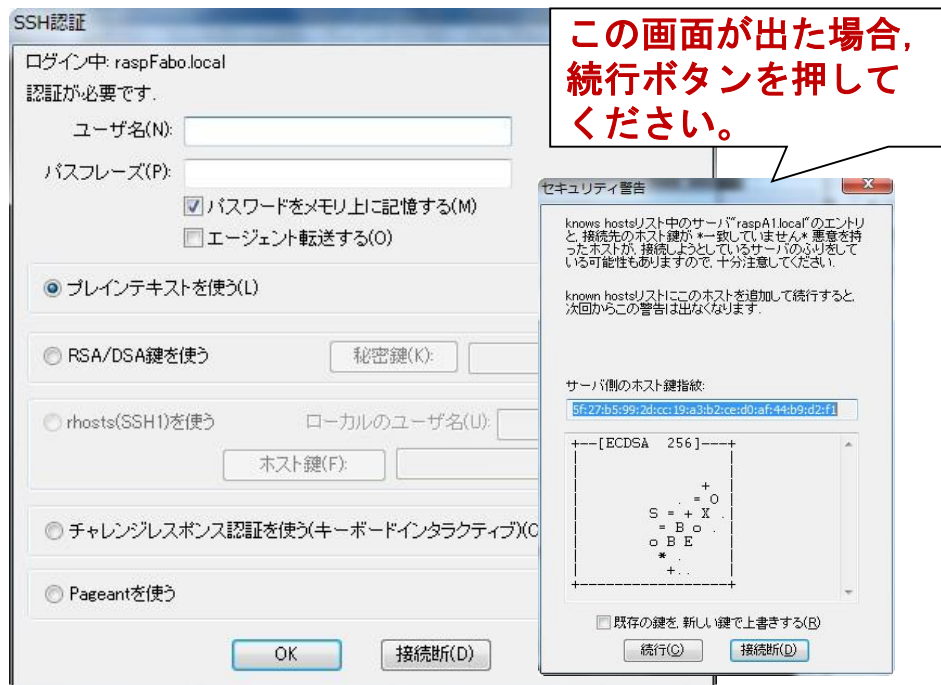 SSH認証
ログイン中: raspFabo.local
認証が必要です.
ユーザ名(N):
パスフレーズ(P):
パスワードをメモリ上に記憶する(M)
エージェント転送する(O)
プレインテキストを使う(L)
RSA/DSA鍵を使う
秘密鍵(K):
rhosts(SSH1)を使う
ローカルのユーザ名(U):
ホスト鍵(F):
チャレンジレスポンス認証を使う(キーボードインタラクティブ)(C
Pageantを使う
OK
接続断(D)
この画面が出た場合,
続行ボタンを押して
ください。
セキュリティ警告
knows hostsリスト中のサーバ"raspA1.local"のエントリ
と, 接続先のホスト鍵が *一致していません* 悪意を持
ったホストが, 接続しようとしているサーバのふりをして
いる可能性もありますので, 十分注意してください.
known hostsリストにこのホストを追加して続行すると,
次回からこの警告は出なくなります.
サーバ側のホスト鍵指紋:
5f:27:b5:99:2d:cc:19:a3:b2:ce:d0:af:44:b9:d2:f1
+--[ECDSA  256]---+
|                 |
|                 |
|               + |
|            . = O|
|         S = + X .|
|          = B o .|
|         o B E   |
|          * .    |
|           +..   |
+-----------------+
既存の鍵を, 新しい鍵で上書きする(R)
続行(C)
接続断(D)